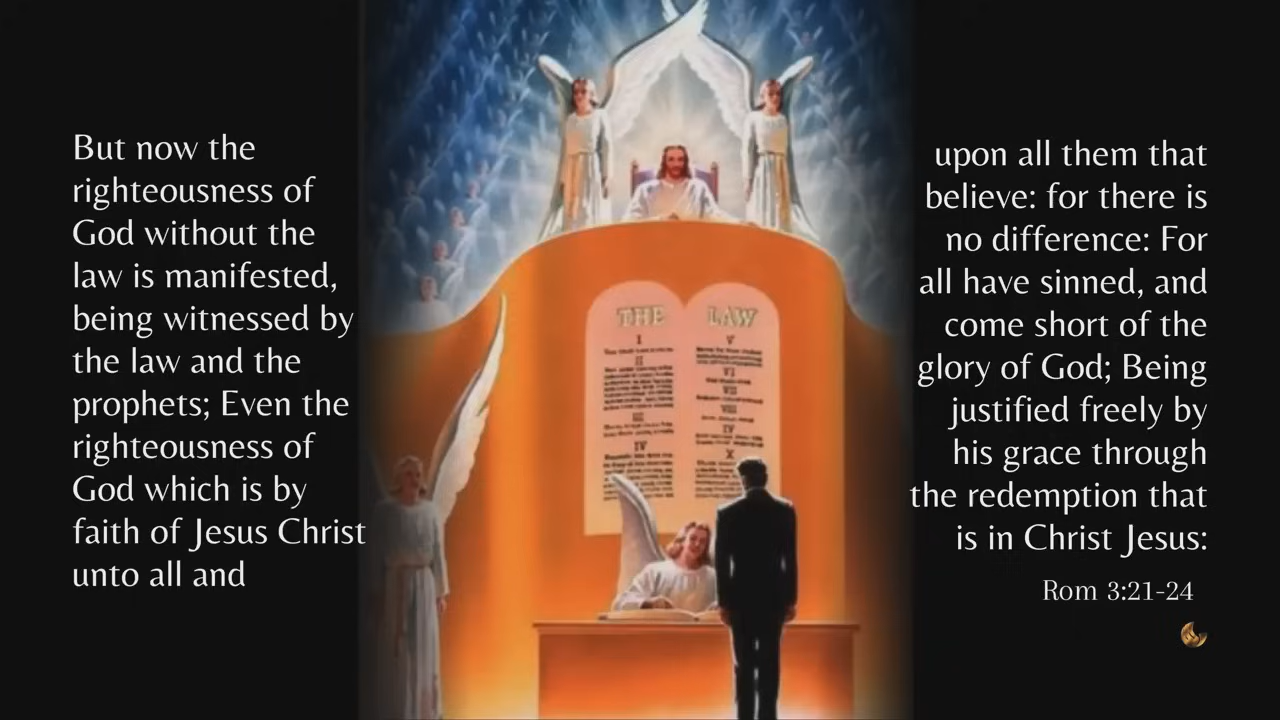 But now the
righteousness of
God without the
law is manifested,
being witnessed by
the law and the
prophets; Even the
righteousness of
God which is by
faith of Jesus Christ
unto all and
THE LAW
I
II
III
IV
V
VI
VII
VIII
IV
X
upon all them that
believe: for there is
no difference: For
all have sinned, and
come short of the
glory of God; Being
justified freely by
his grace through
the redemption that
is in Christ Jesus:
Rom 3:21-24